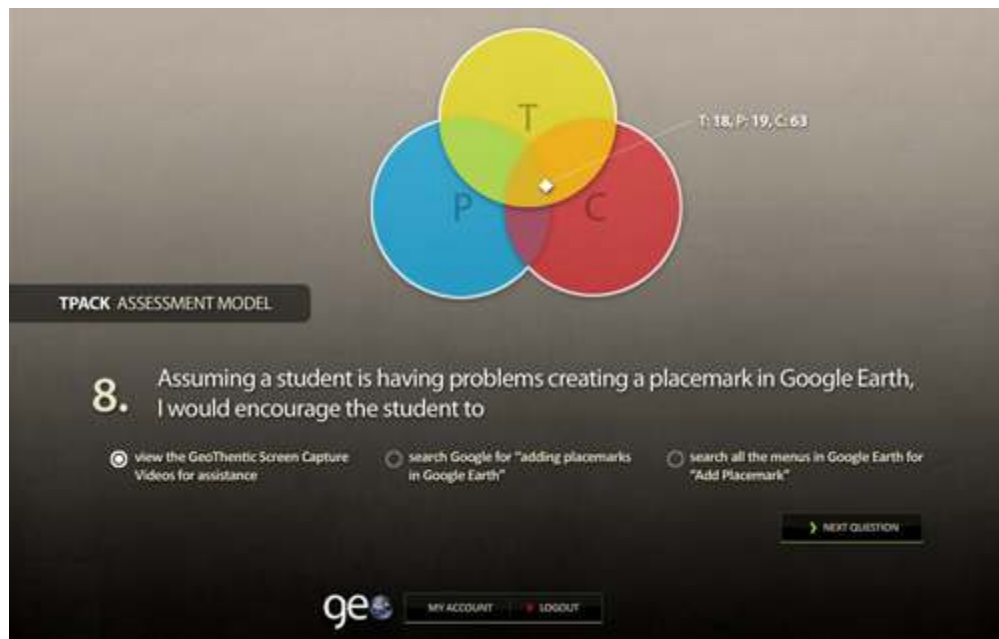 T
T: 18, P: 19, C: 63
P
C
TPACK ASSESSMENT MODEL
8.
Assuming a student is having problems creating a placemark in Google Earth,
I would encourage the student to
view the GeoThentic Screen Capture
Videos for assistance
search Google for "adding placemarks
in Google Earth"
search all the menus in Google Earth for
"Add Placemark"
NEXT QUESTION
geo
MY ACCOUNT
LOGOUT